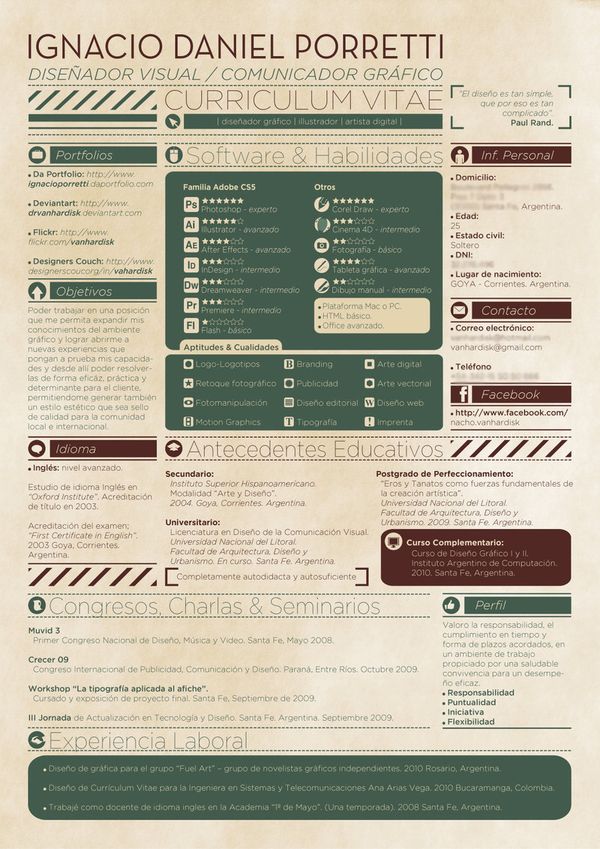 IGNACIO DANIEL PORRETTI
DISEÑADOR VISUAL / COMUNICADOR GRÁFICO
CURRICULUM VITAE
| diseñador gráfico | illustrador | artista digital |
"El diseño es tan simple,
que por eso es tan
complicado".
Paul Rand.
Portfolios
Da Portfolio: http://www.
ignacioporretti.daportfolio.com
Deviantart: http://www.
drvanhardisk.deviantart.com
Flickr: http://www.
flickr.com/vanhardisk
Designers Couch: http://www.
designerscoucorg/in/vahardisk
Objetivos
Poder trabajar en una posición
que me permita expandir mis
conocimientos del ambiente
gráfico y lograr abrirme a
nuevas experiencias que
pongan a prueba mis capacida-
des y desde allí poder resolver-
las de forma eficáz, práctica y
determinante para el cliente,
permitiendome generar también
un estilo estético que sea sello
de calidad para la comunidad
local e internacional.
Software & Habilidades
Familia Adobe CS5
Ps Photoshop - experto
Ai Illustrator - avanzado
AE After Effects - avanzado
ID InDesign - intermedio
Dw Dreamweaver - intermedio
Pr Premiere - intermedio
Fl Flash - básico
Otros
Corel Draw - experto
Cinema 4D - intermedio
Fotografía - básico
Tableta gráfica - avanzado
Dibujo manual - intermedio
Plataforma Mac o PC.
HTML básico.
Office avanzado.
Aptitudes & Cualidades
Logo-Logotipos
Branding
Arte digital
Retoque fotográfico
Publicidad
Arte vectorial
Fotomanipulación
Diseño editorial
Diseño web
Motion Graphics
Tipografía
Imprenta
Inf. Personal
Domicilio:
Santa Fe, Argentina.
Edad:
25
Estado civil:
Soltero
DNI:
Lugar de nacimiento:
GOYA - Corrientes. Argentina.
Contacto
Correo electrónico:
vanhardisk@hotmail.com
vanhardisk@gmail.com
Teléfono
Facebook
http://www.facebook.com/
nacho.vanhardisk
Idioma
Inglés: nivel avanzado.
Estudio de idioma Inglés en
"Oxford Institute". Acreditación
de título en 2003.
Acreditación del examen;
"First Certificate in English".
2003 Goya, Corrientes.
Argentina.
Antecedentes Educativos
Secundario:
Instituto Superior Hispanoamericano.
Modalidad "Arte y Diseño".
2004. Goya, Corrientes. Argentina.
Universitario:
Licenciatura en Diseño de la Comunicación Visual.
Universidad Nacional del Litoral.
Facultad de Arquitectura, Diseño y
Urbanismo. En curso. Santa Fe. Argentina.
Completamente autodidacta y autosuficiente
Postgrado de Perfeccionamiento:
"Eros y Tanatos como fuerzas fundamentales de
la creación artística".
Universidad Nacional del Litoral.
Facultad de Arquitectura, Diseño y
Urbanismo. 2009. Santa Fe. Argentina.
Curso Complementario:
Curso de Diseño Gráfico I y II.
Instituto Argentino de Computación.
2010. Santa Fe, Argentina.
Congresos, Charlas & Seminarios
Muvid 3
Primer Congreso Nacional de Diseño, Música y Video. Santa Fe, Mayo 2008.
Crecer 09
Congreso Internacional de Publicidad, Comunicación y Diseño. Paraná, Entre Ríos. Octubre 2009.
Workshop "La tipografía aplicada al afiche".
Cursado y exposición de proyecto final. Santa Fe, Septiembre de 2009.
III Jornada de Actualización en Tecnología y Diseño. Santa Fe. Argentina. Septiembre 2009.
Perfil
Valoro la responsabilidad, el
cumplimiento en tiempo y
forma de plazos acordados, en
un ambiente de trabajo
propiciado por una saludable
convivencia para un desempe-
ño eficaz.
Responsabilidad
Puntualidad
Iniciativa
Flexibilidad
Experiencia Laboral
Diseño de gráfica para el grupo "Fuel Art" – grupo de novelistas gráficos independientes. 2010 Rosario, Argentina.
Diseño de Currículum Vitae para la Ingeniera en Sistemas y Telecomunicaciones Ana Arias Vega. 2010 Bucaramanga, Colombia.
Trabajé como docente de idioma ingles en la Academia "1º de Mayo". (Una temporada). 2008 Santa Fe, Argentina.